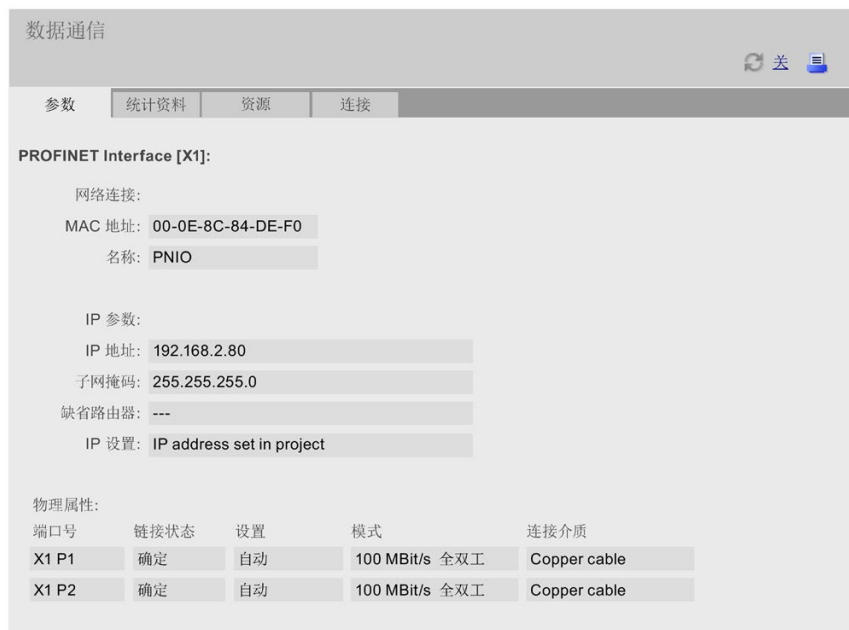 数据通信
关
参数 统计资料 资源 连接
PROFINET Interface [X1]:
网络连接:
MAC 地址: 00-0E-8C-84-DE-F0
名称: PNIO
IP 参数:
IP 地址: 192.168.2.80
子网掩码: 255.255.255.0
缺省路由器: ---
IP 设置: IP address set in project
物理属性:
端口号 链接状态 设置 模式 连接介质
X1 P1 确定 自动 100 MBit/s 全双工 Copper cable
X1 P2 确定 自动 100 MBit/s 全双工 Copper cable